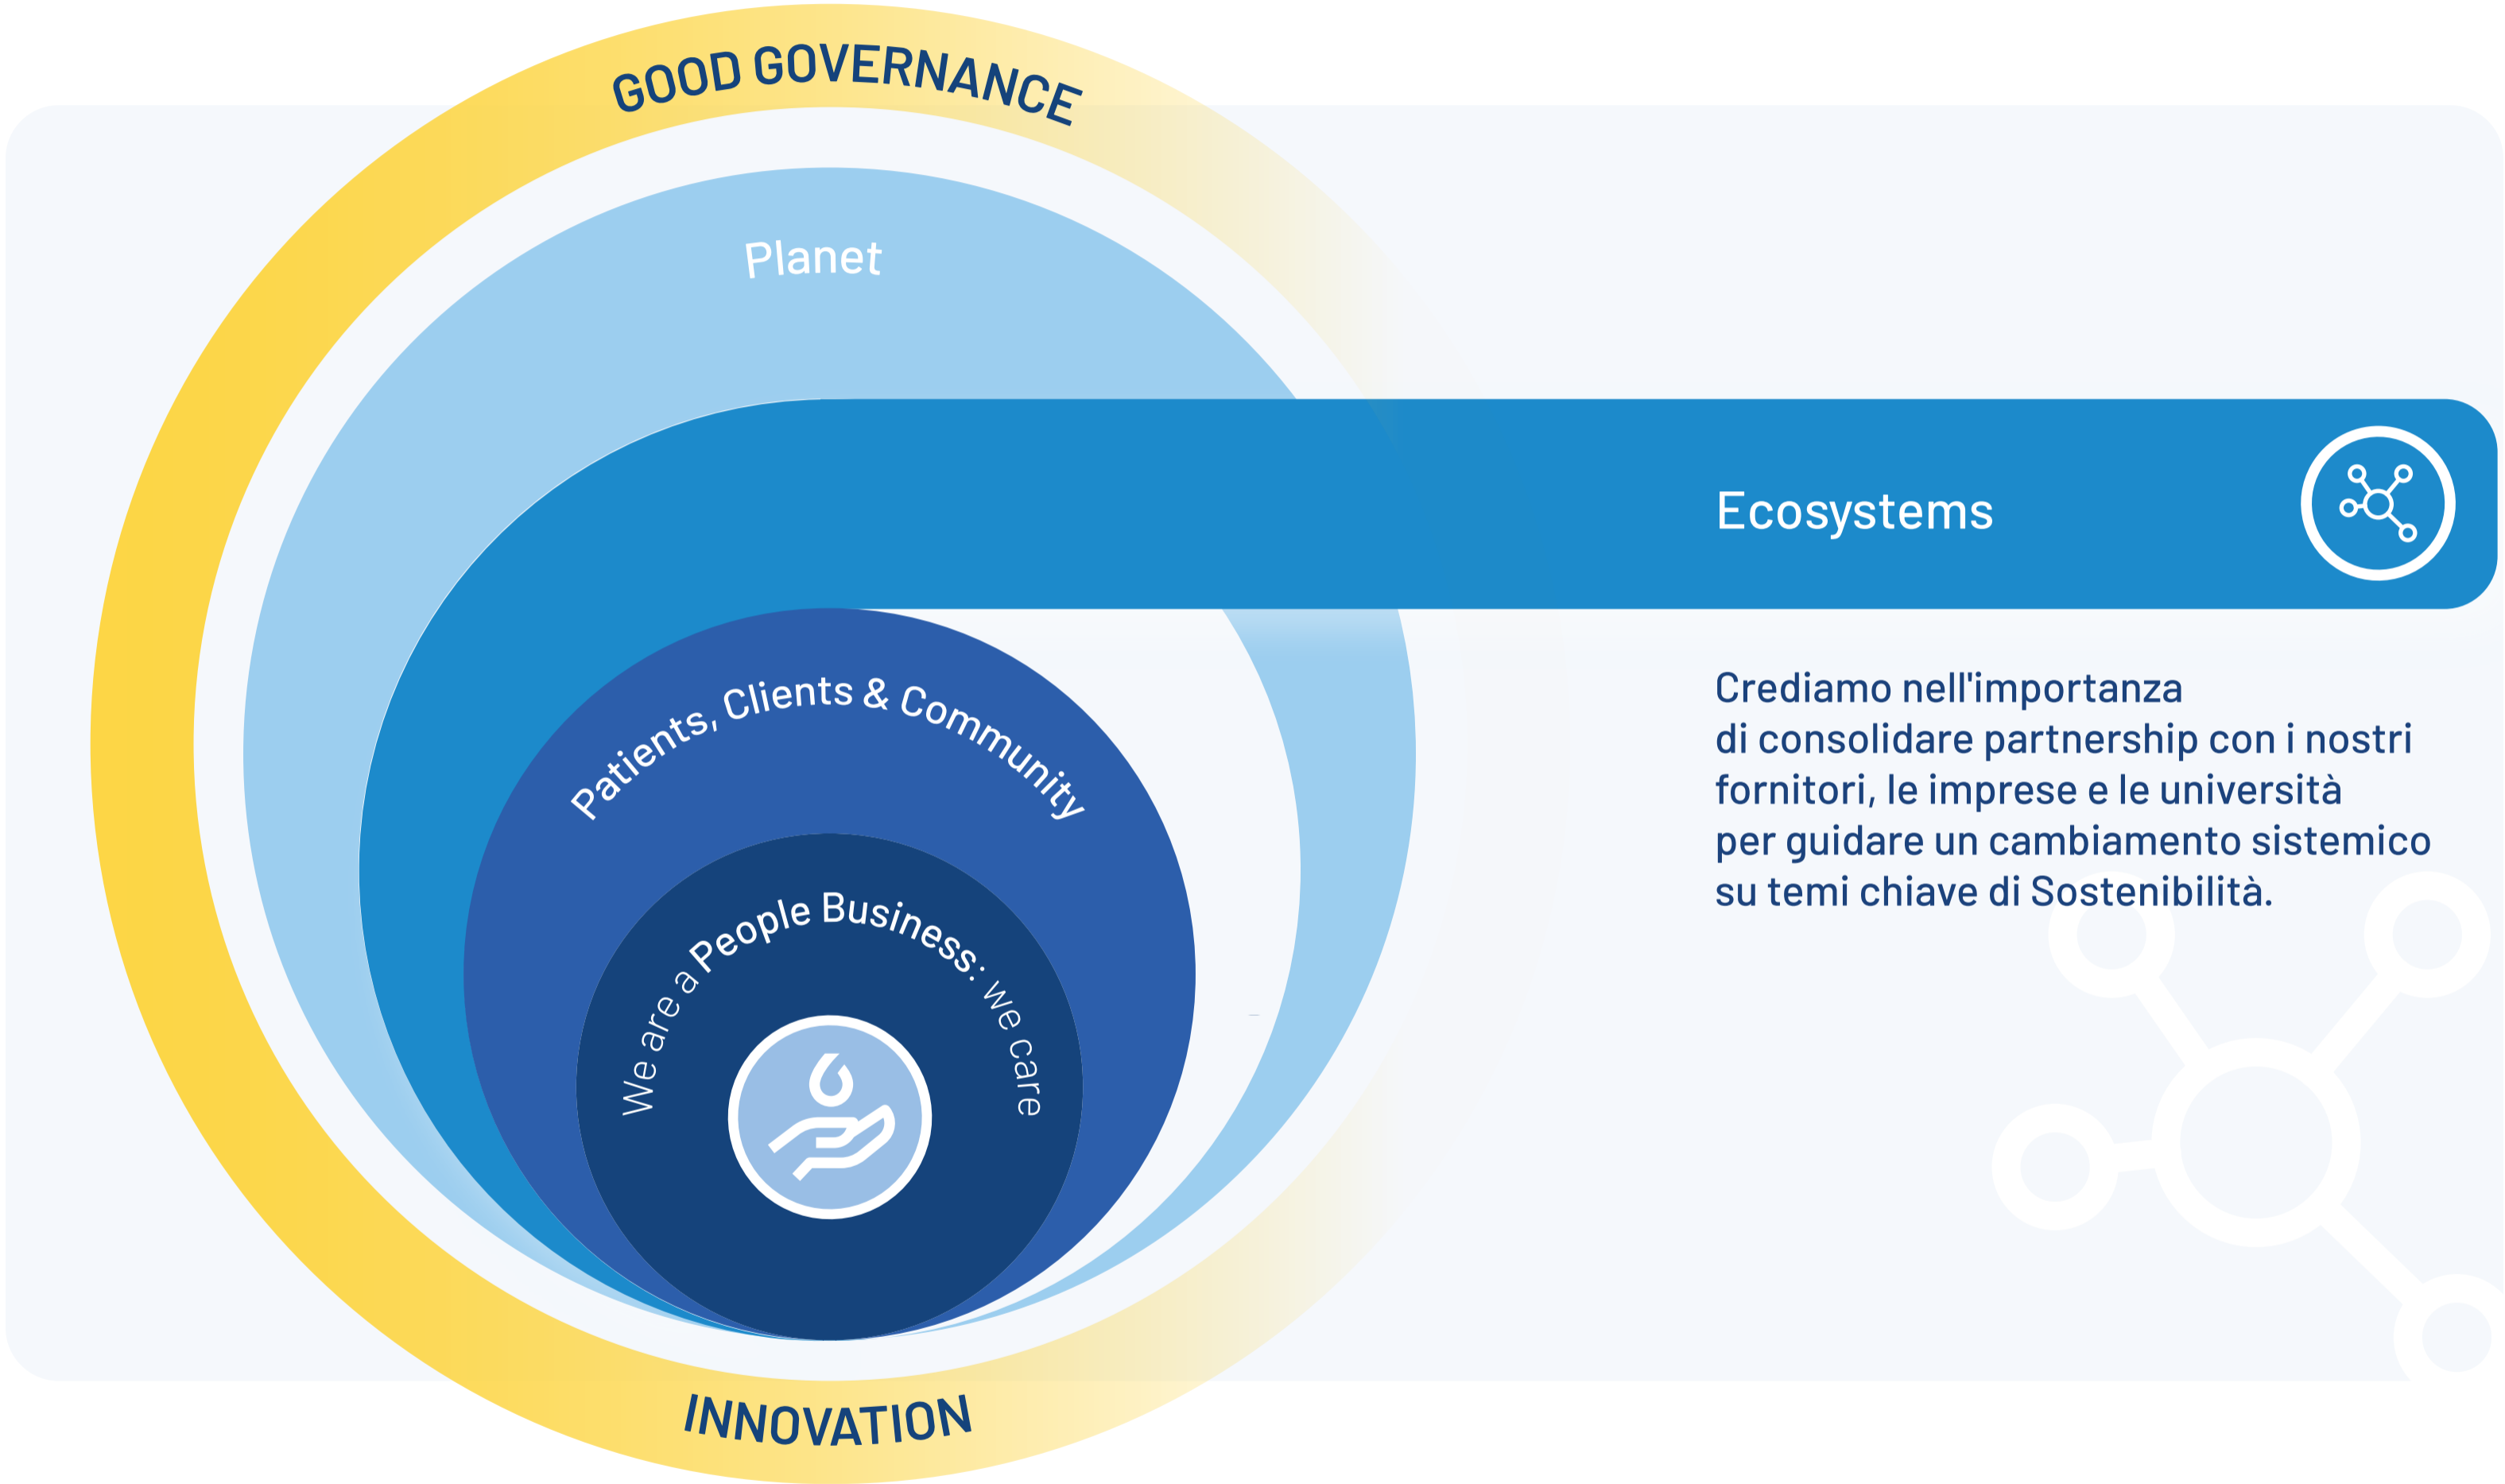 GOOD GOVERNANCE
Planet
Ecosystems
Patients, Clients & Community
We are a People Business: we care
Crediamo nell'importanza
di consolidare partnership con i nostri
fornitori, le imprese e le università
per guidare un cambiamento sistemico
su temi chiave di Sostenibilità.
INNOVATION